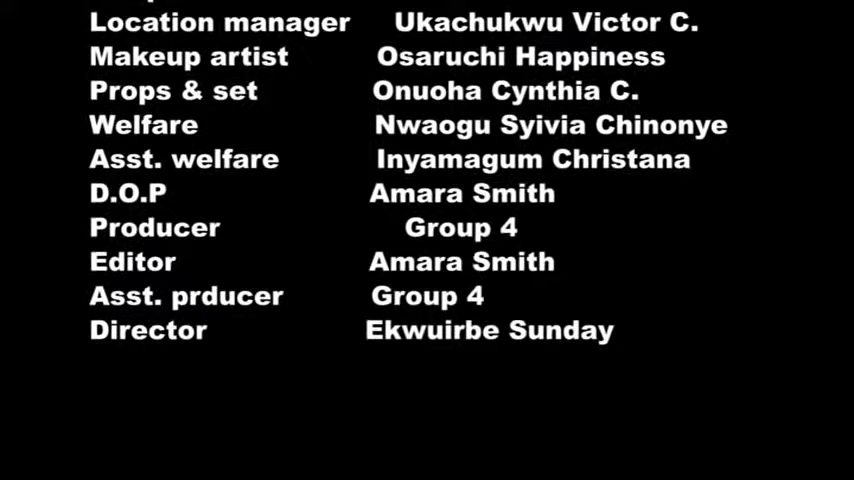 Location manager Ukachukwu Victor C.
Makeup artist Osaruchi Happiness
Props & set Onuoha Cynthia C.
Welfare Nwaogu Syivia Chinonye
Asst. welfare Inyamagum Christana
D.O.P Amara Smith
Producer Group 4
Editor Amara Smith
Asst. prducer Group 4
Director Ekwuirbe Sunday